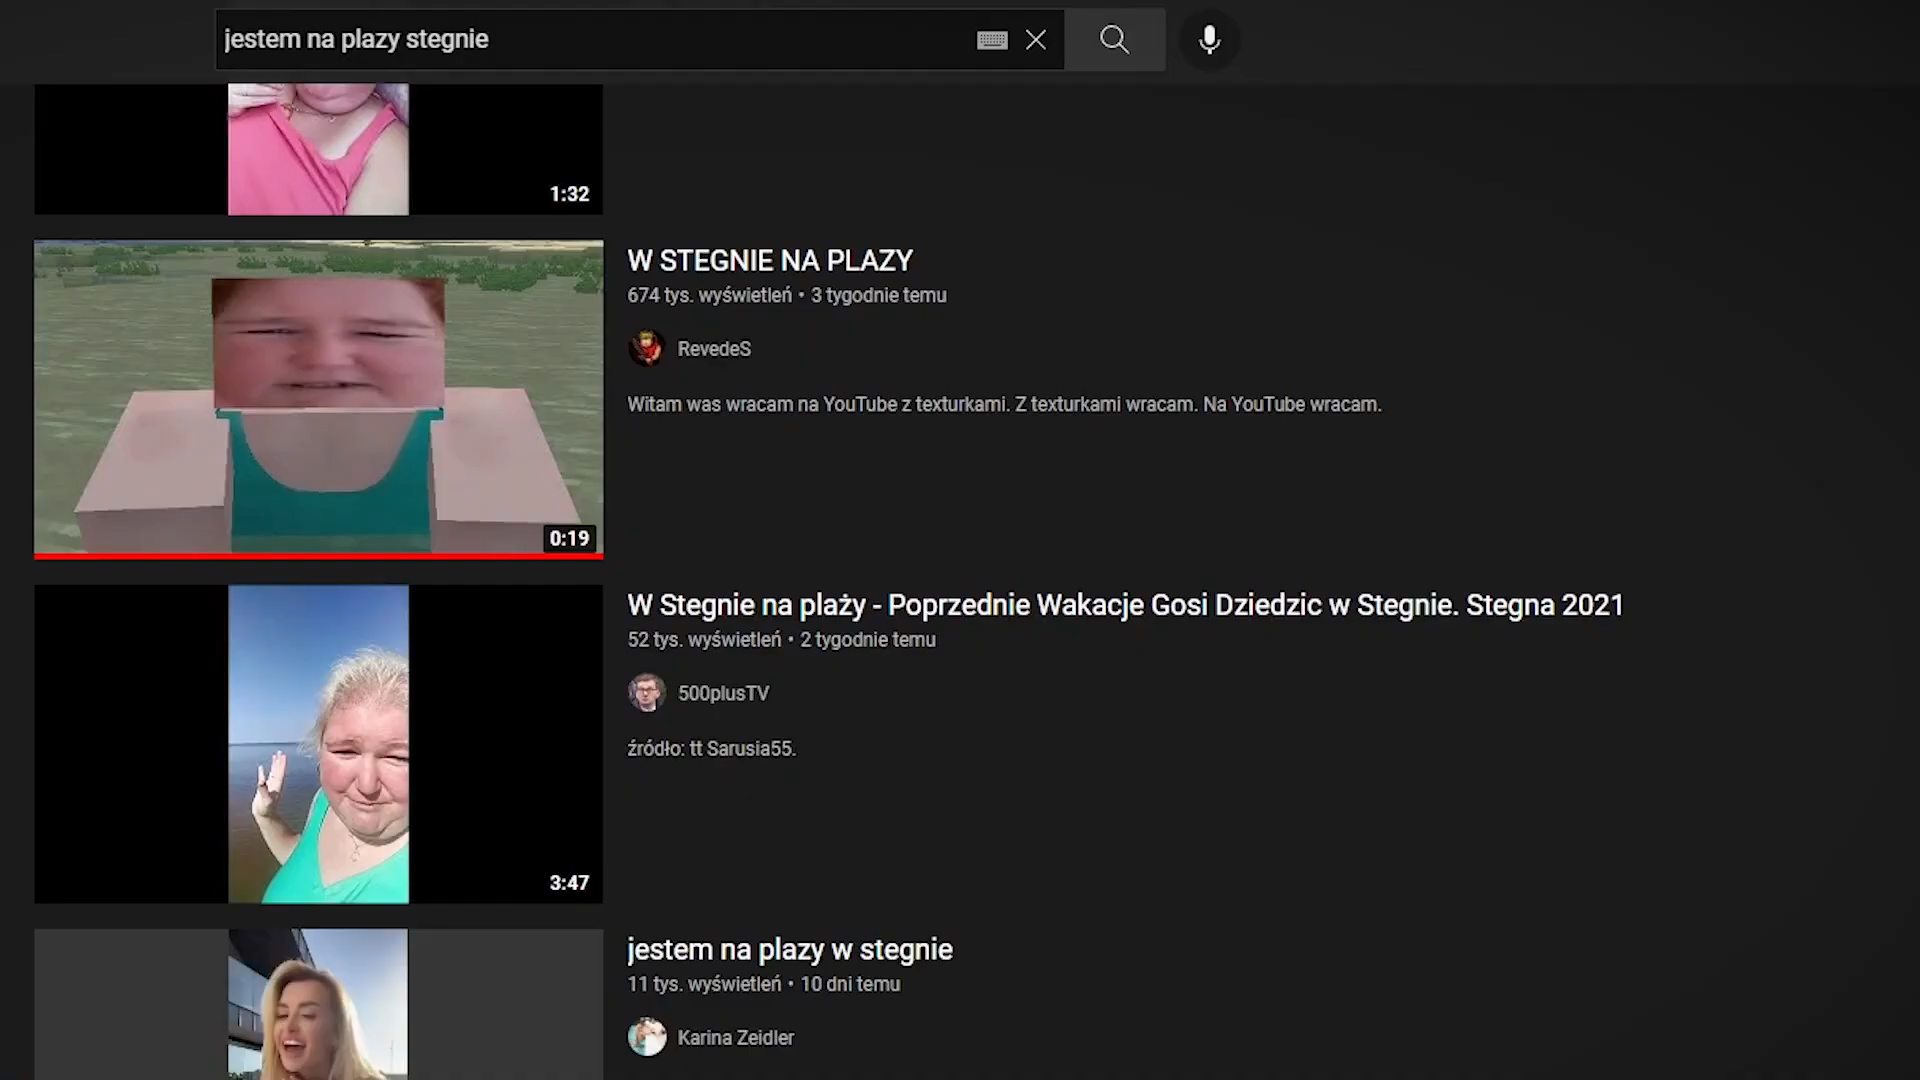 jestem na plazy stegnie
1:32
W STEGNIE NA PLAZY
674 tys. wyświetleń • 3 tygodnie temu
RevedeS
Witam was wracam na YouTube z texturkami. Z texturkami wracam. Na YouTube wracam.
0:19
W Stegnie na plaży - Poprzednie Wakacje Gosi Dziedzic w Stegnie. Stegna 2021
52 tys. wyświetleń • 2 tygodnie temu
500plusTV
źródło: tt Sarusia55.
3:47
jestem na plazy w stegnie
11 tys. wyświetleń • 10 dni temu
Karina Zeidler